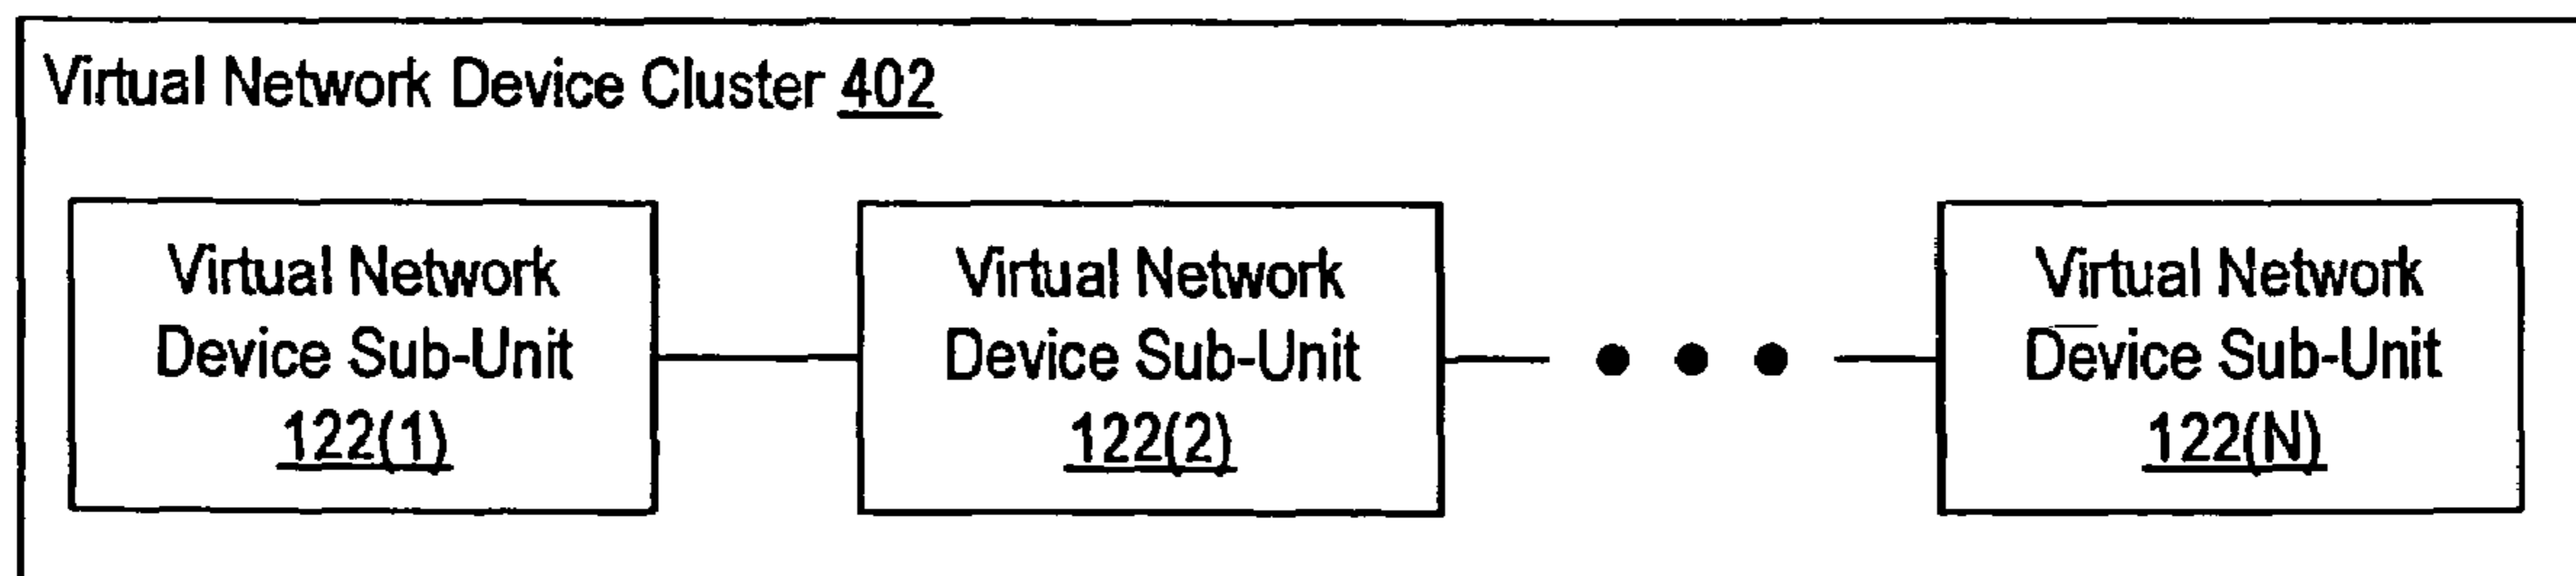 Virtual Network Device Cluster 402
Virtual Network
Device Sub-Unit
122(1)
Virtual Network
Device Sub-Unit
122(2)
Virtual Network
Device Sub-Unit
122(N)